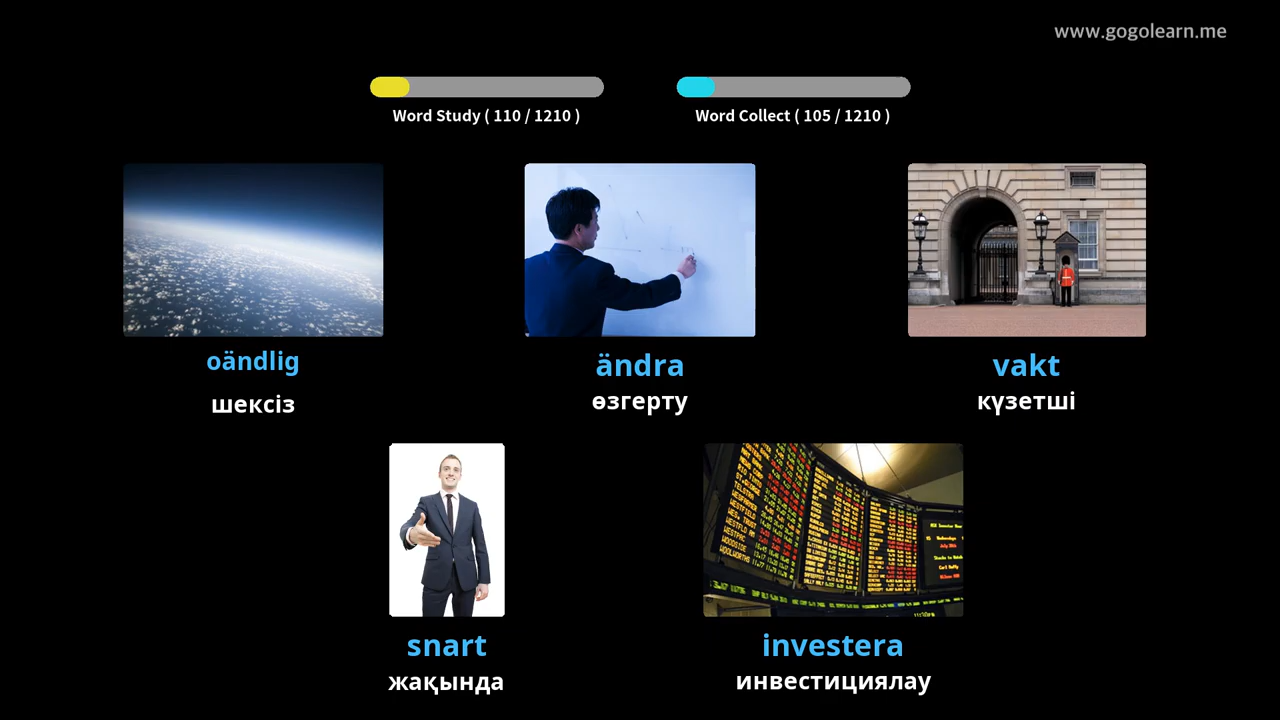 www.gogolearn.me
Word Study ( 110 / 1210 )
Word Collect ( 105 / 1210 )
oändlig
шексіз
ändra
өзгерту
vakt
күзетші
snart
жақында
investera
инвестициялау